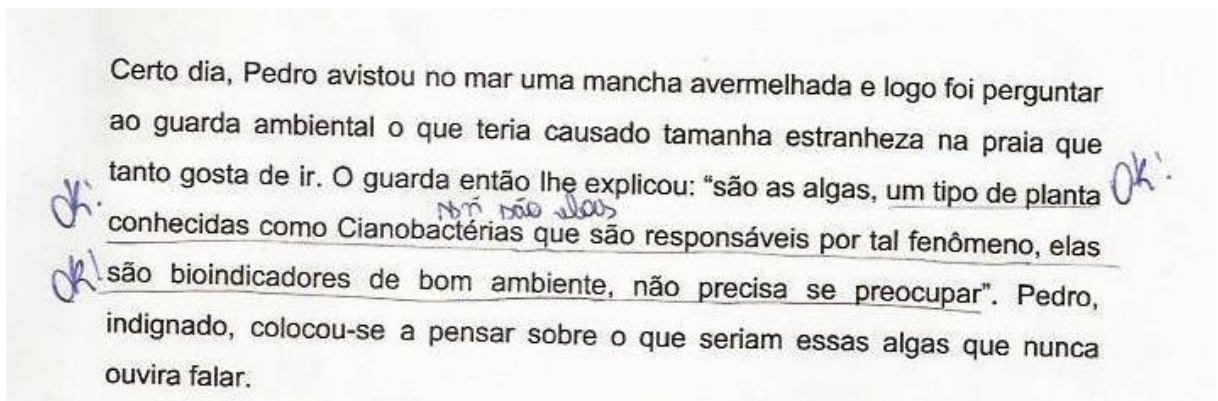 Certo dia, Pedro avistou no mar uma mancha avermelhada e logo foi perguntar
ao guarda ambiental o que teria causado tamanha estranheza na praia que
tanto gosta de ir. O guarda então lhe explicou: “são as algas, um tipo de planta
Ok!
Ok!
não são elas
conhecidas como Cianobactérias que são responsáveis por tal fenômeno, elas
Ok!
são bioindicadores de bom ambiente, não precisa se preocupar”. Pedro,
indignado, colocou-se a pensar sobre o que seriam essas algas que nunca
ouvira falar.